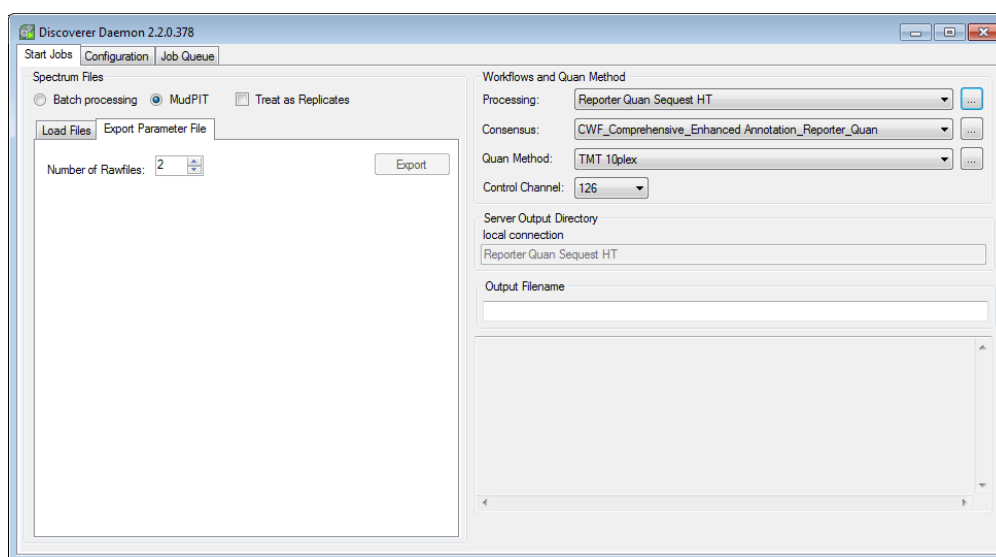 Discoverer Daemon 2.2.0.378
Start Jobs Configuration Job Queue
Spectrum Files
Batch processing MudPIT Treat as Replicates
Load Files Export Parameter File
Number of Rawfiles: 2 Export
Workflows and Quan Method
Processing: Reporter Quan Sequest HT ...
Consensus: CWF_Comprehensive_Enhanced Annotation_Reporter_Quan ...
Quan Method: TMT 10plex ...
Control Channel: 126
Server Output Directory
local connection
Reporter Quan Sequest HT
Output Filename